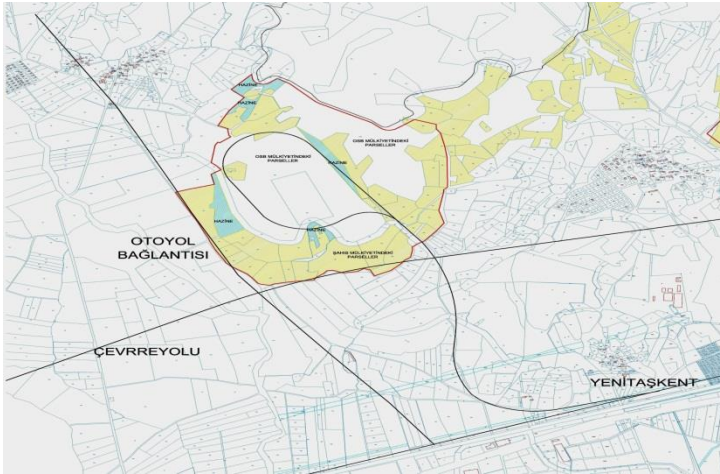 HAZİNE
HAZİNE
OSB MÜLKİYETİNDEKİ
PARSELLER
OSB MÜLKİYETİNDEKİ
PARSELLER
HAZİNE
HAZİNE
HAZİNE
OTOYOL
BAĞLANTISI
ŞAHIS MÜLKİYETİNDEKİ
PARSELLER
ÇEVRREYOLU
YENİTAŞKENT